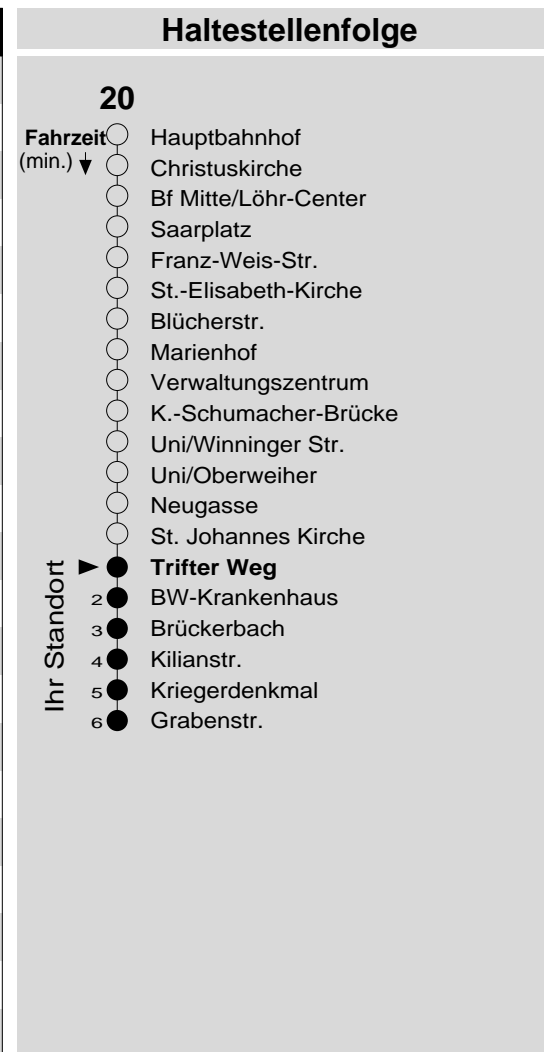 Haltestellenfolge
20
Fahrzeit Hauptbahnhof
(min.) Christuskirche
Bf Mitte/Löhr-Center
Saarplatz
Franz-Weis-Str.
St.-Elisabeth-Kirche
Blücherstr.
Marienhof
Verwaltungszentrum
K.-Schumacher-Brücke
Uni/Winninger Str.
Uni/Oberweiher
Neugasse
St. Johannes Kirche
Ihr Standort
Trifter Weg
2 BW-Krankenhaus
3 Brückerbach
4 Kilianstr.
5 Kriegerdenkmal
6 Grabenstr.